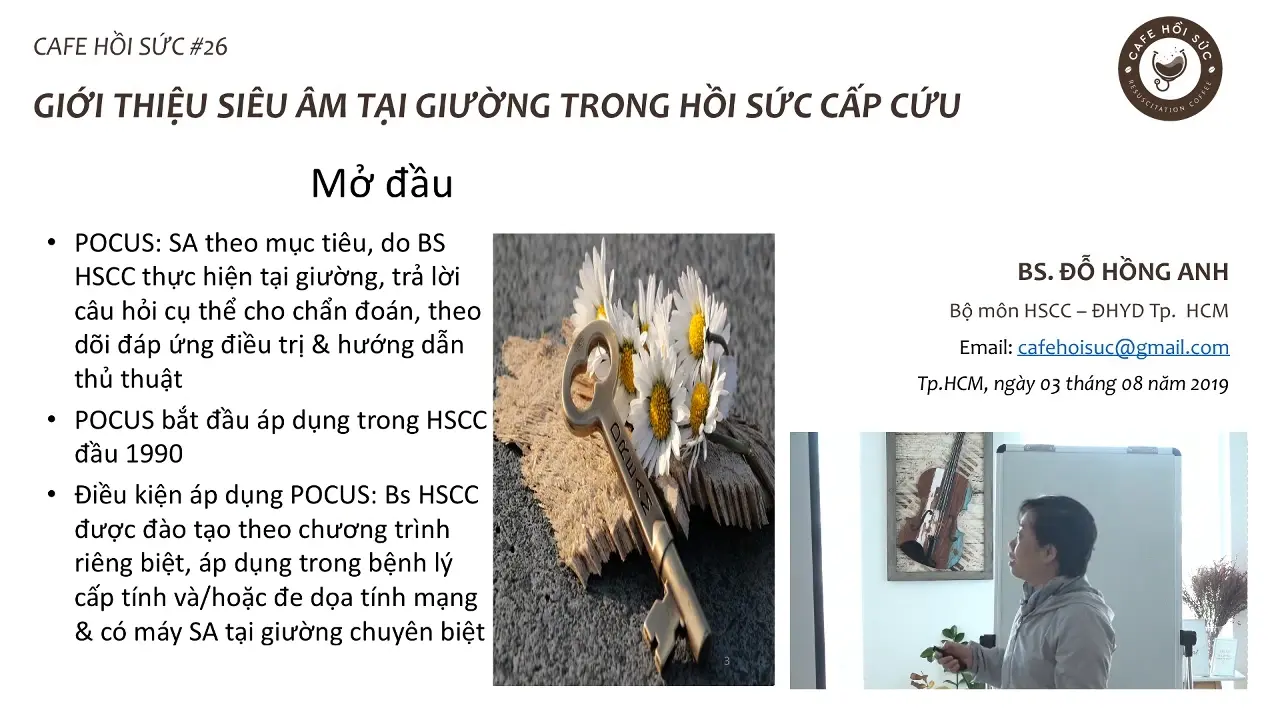 CAFE HỒI SỨC #26
CAFE HỒI SỨC
RESUSCITATION COFFEE
GIỚI THIỆU SIÊU ÂM TẠI GIƯỜNG TRONG HỒI SỨC CẤP CỨU
Mở đầu
• POCUS: SA theo mục tiêu, do BS
HSCC thực hiện tại giường, trả lời
câu hỏi cụ thể cho chẩn đoán, theo
dõi đáp ứng điều trị & hướng dẫn
thủ thuật
• POCUS bắt đầu áp dụng trong HSCC
đầu 1990
• Điều kiện áp dụng POCUS: Bs HSCC
được đào tạo theo chương trình
riêng biệt, áp dụng trong bệnh lý
cấp tính và/hoặc đe dọa tính mạng
& có máy SA tại giường chuyên biệt
DREAM
3
BS. ĐỖ HỒNG ANH
Bộ môn HSCC – ĐHYD Tp. HCM
Email: cafehoisuc@gmail.com
Tp.HCM, ngày 03 tháng 08 năm 2019